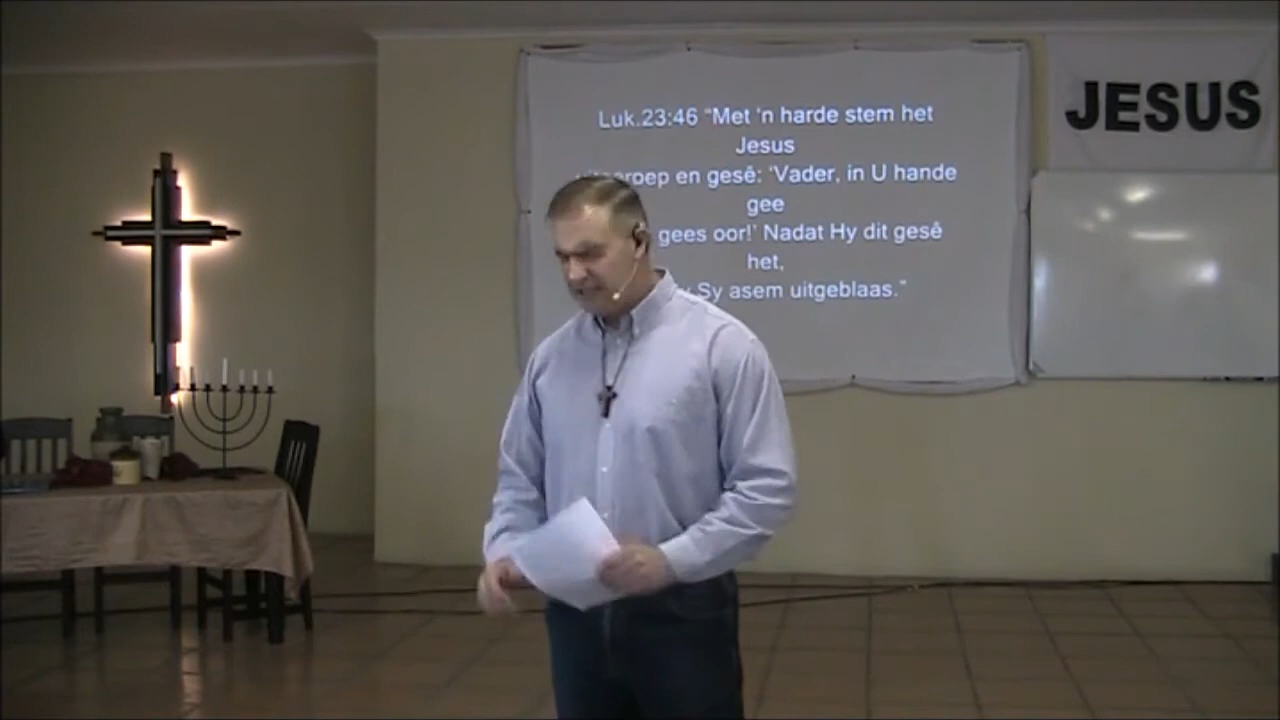 Luk.23:46 “Met ‘n harde stem het
Jesus
en gesê: ‘Vader, in U hande
gee
gees oor!’ Nadat Hy dit gesê
het,
Sy asem uitgeblaas.”
JESUS